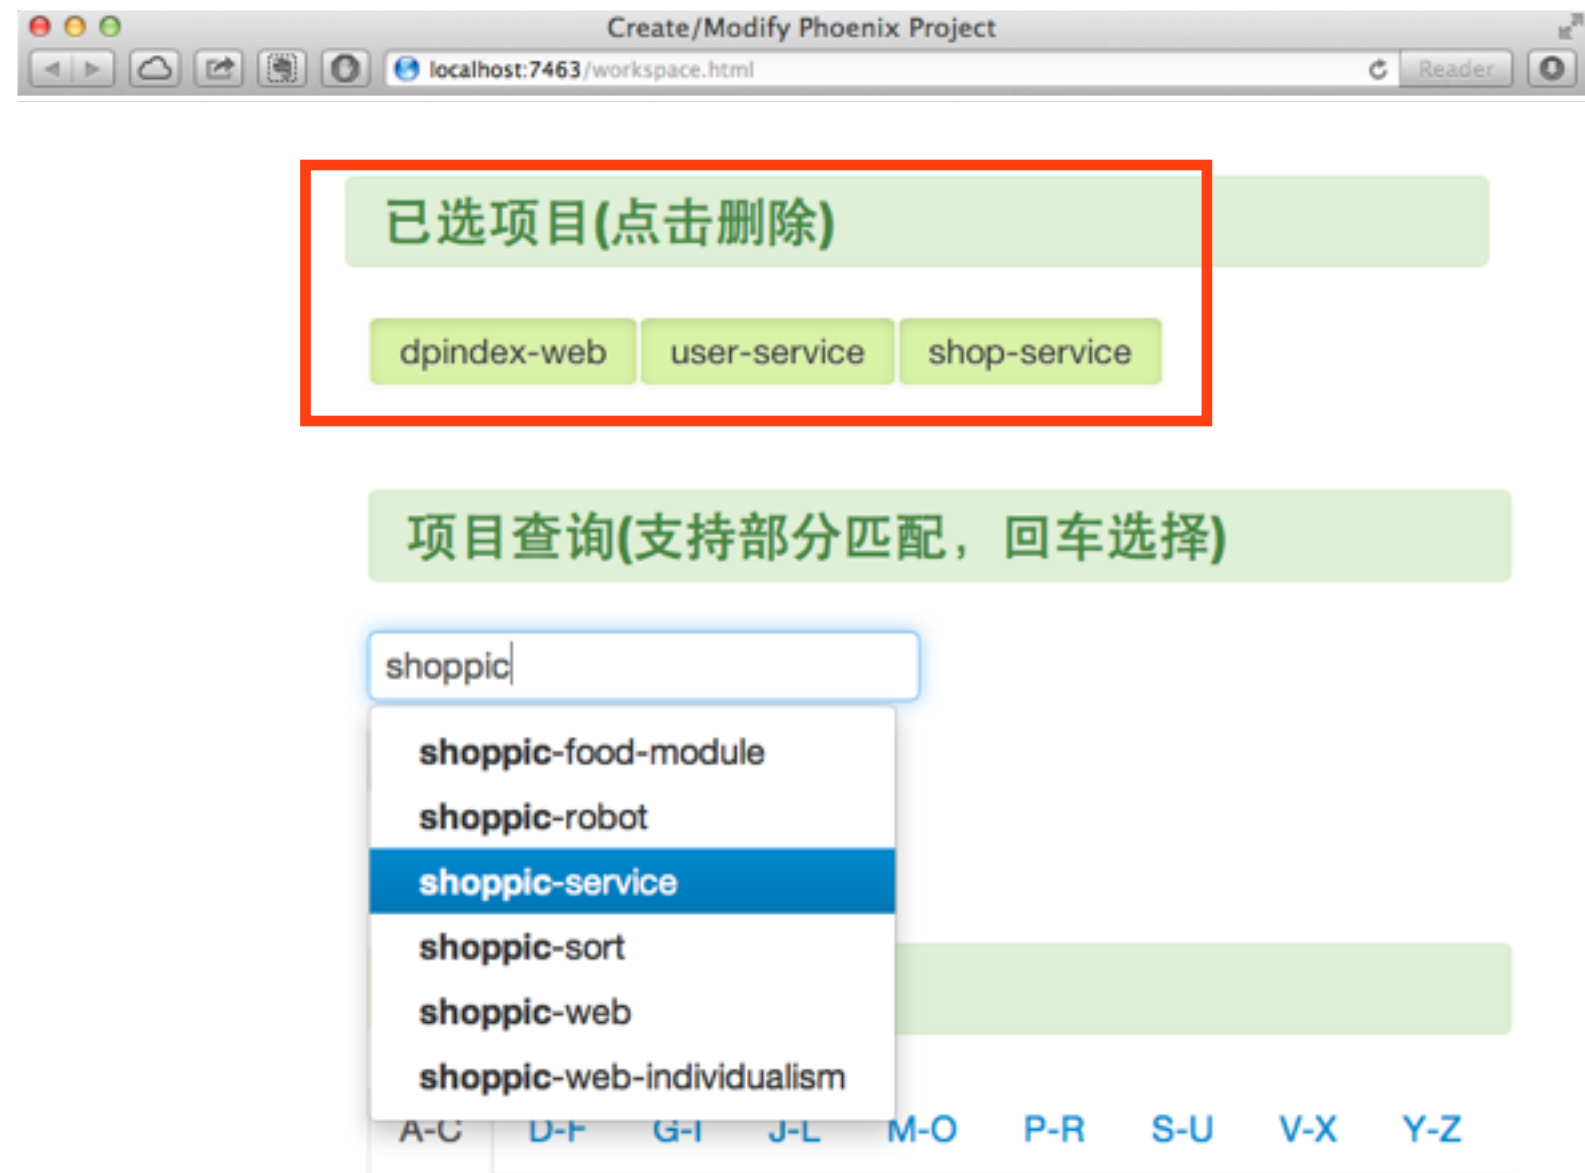 Create/Modify Phoenix Project
localhost:7463/workspace.html
Reader
已选项目(点击删除)
dpindex-web user-service shop-service
项目查询(支持部分匹配，回车选择)
shoppic
shoppic-food-module
shoppic-robot
shoppic-service
shoppic-sort
shoppic-web
shoppic-web-individualism
A-C D-F G-I J-L M-O P-R S-U V-X Y-Z